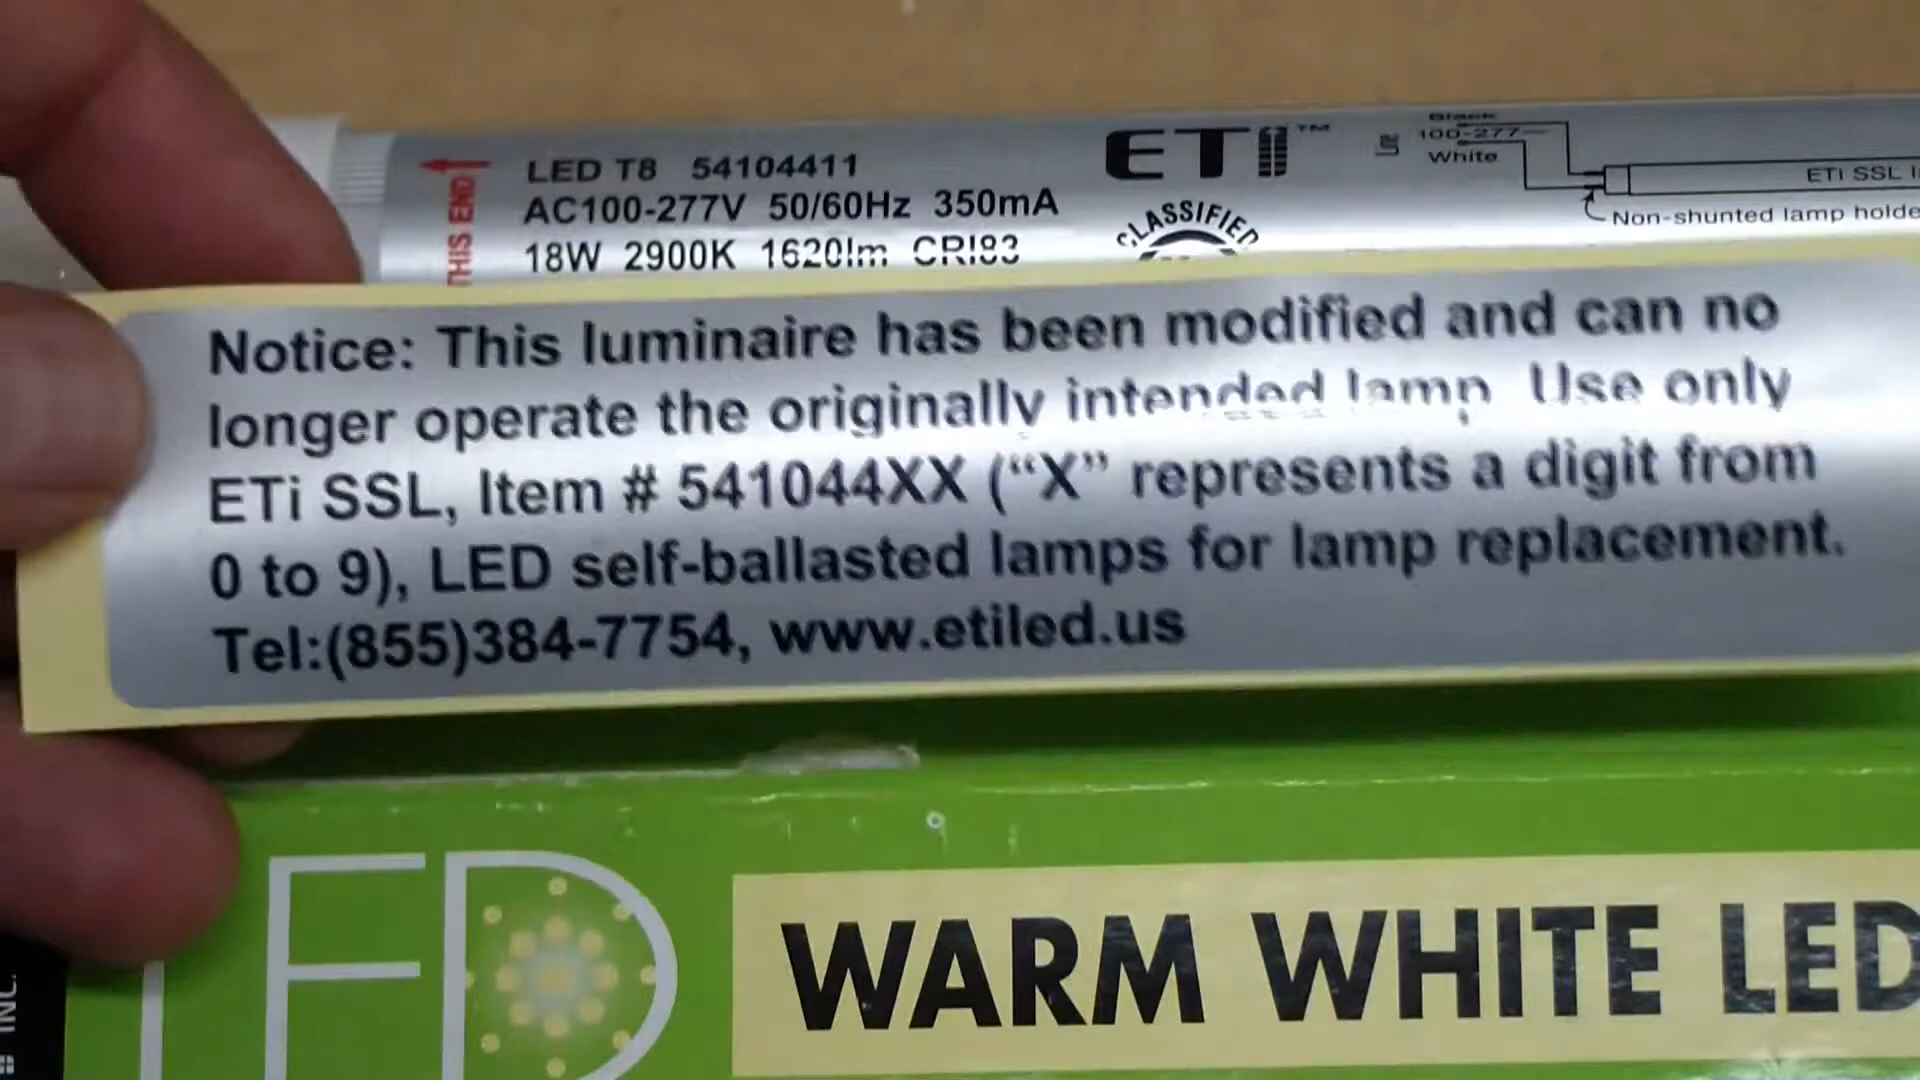 LED T8 54104411
AC100-277V 50/60Hz 350mA
18W 2900K 1620lm CRI83
THIS END
ETi™
CLASSIFIED
Black
100-277
White
ETI SSL
Non-shunted lamp holde
Notice: This luminaire has been modified and can no
longer operate the originally intended lamp. Use only
ETi SSL, Item # 541044XX (“X” represents a digit from
0 to 9), LED self-ballasted lamps for lamp replacement.
Tel:(855)384-7754, www.etiled.us
LED
WARM WHITE LED
INC.